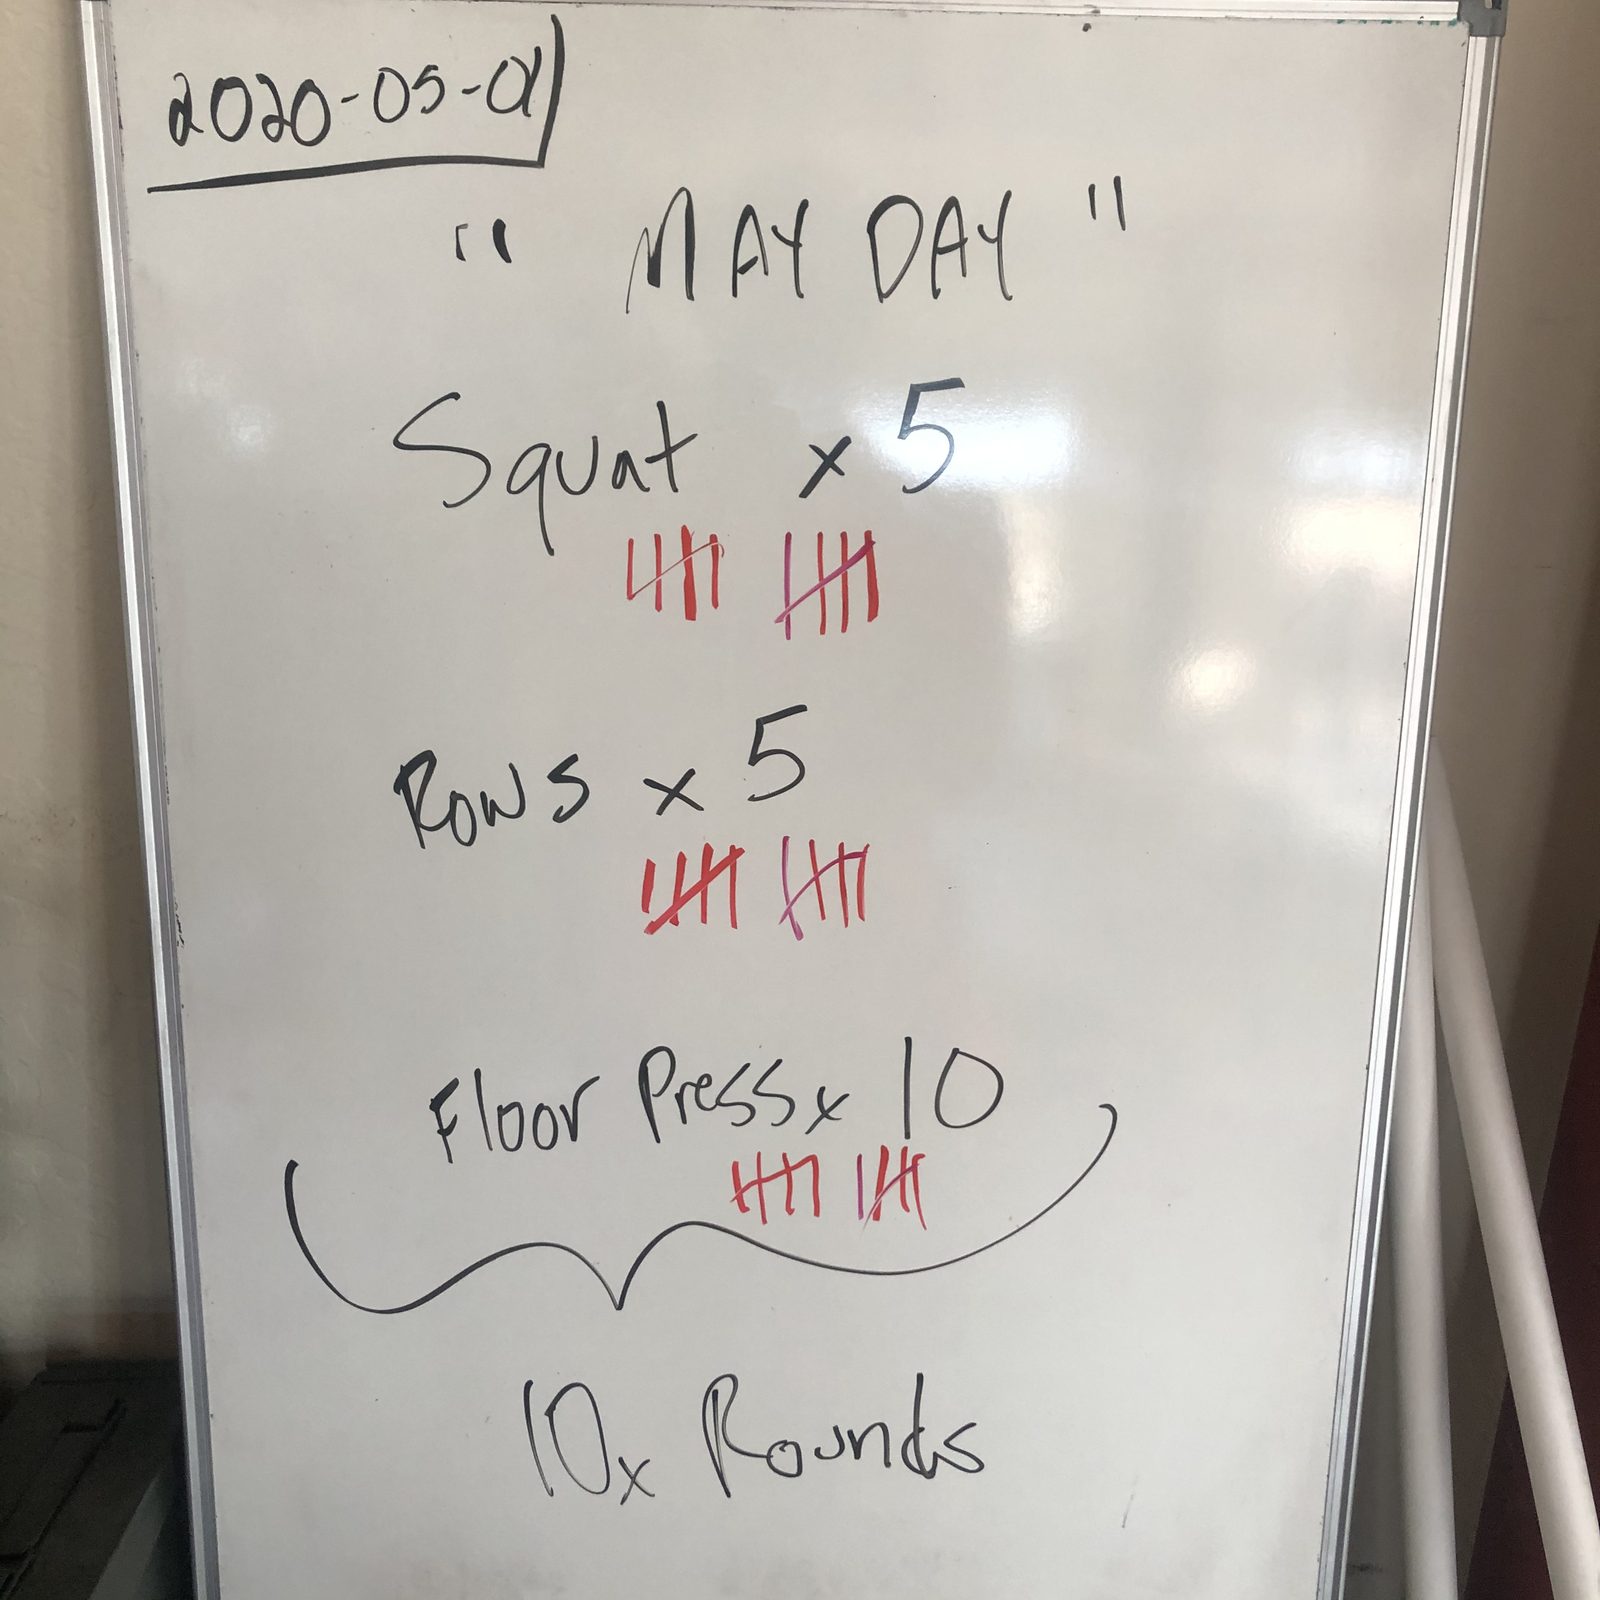 2020-05-01
"MAY DAY"
Squat x 5
Rows x 5
Floor Press x 10
10x Rounds